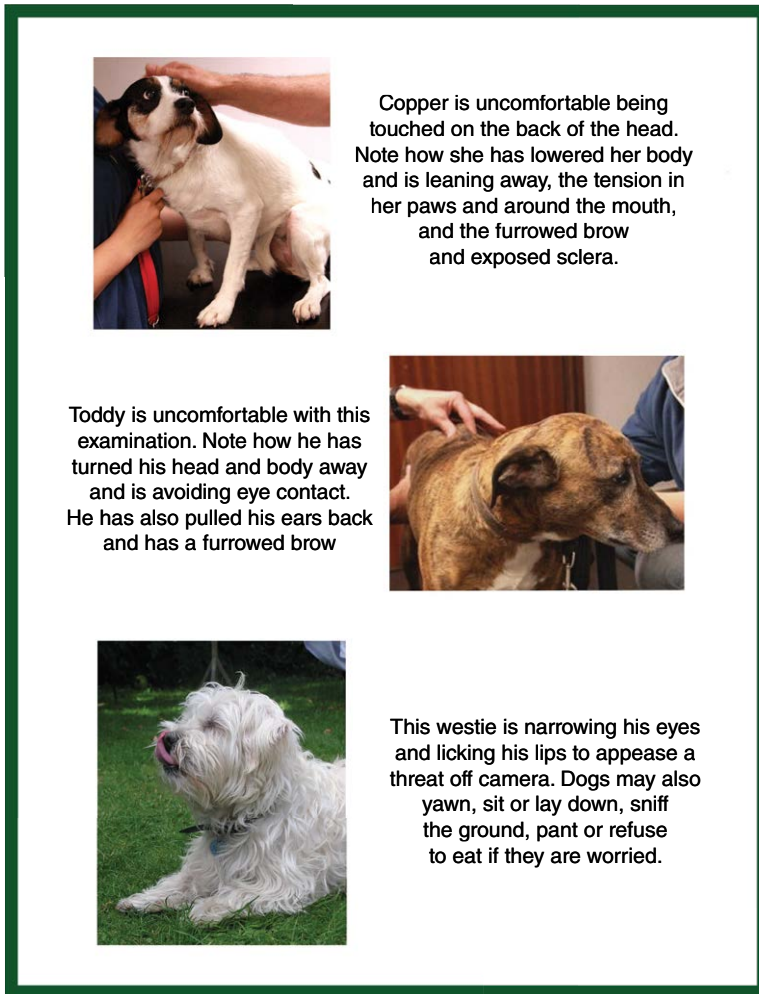 Copper is uncomfortable being
touched on the back of the head.
Note how she has lowered her body
and is leaning away, the tension in
her paws and around the mouth,
and the furrowed brow
and exposed sclera.
Toddy is uncomfortable with this
examination. Note how he has
turned his head and body away
and is avoiding eye contact.
He has also pulled his ears back
and has a furrowed brow
This westie is narrowing his eyes
and licking his lips to appease a
threat off camera. Dogs may also
yawn, sit or lay down, sniff
the ground, pant or refuse
to eat if they are worried.